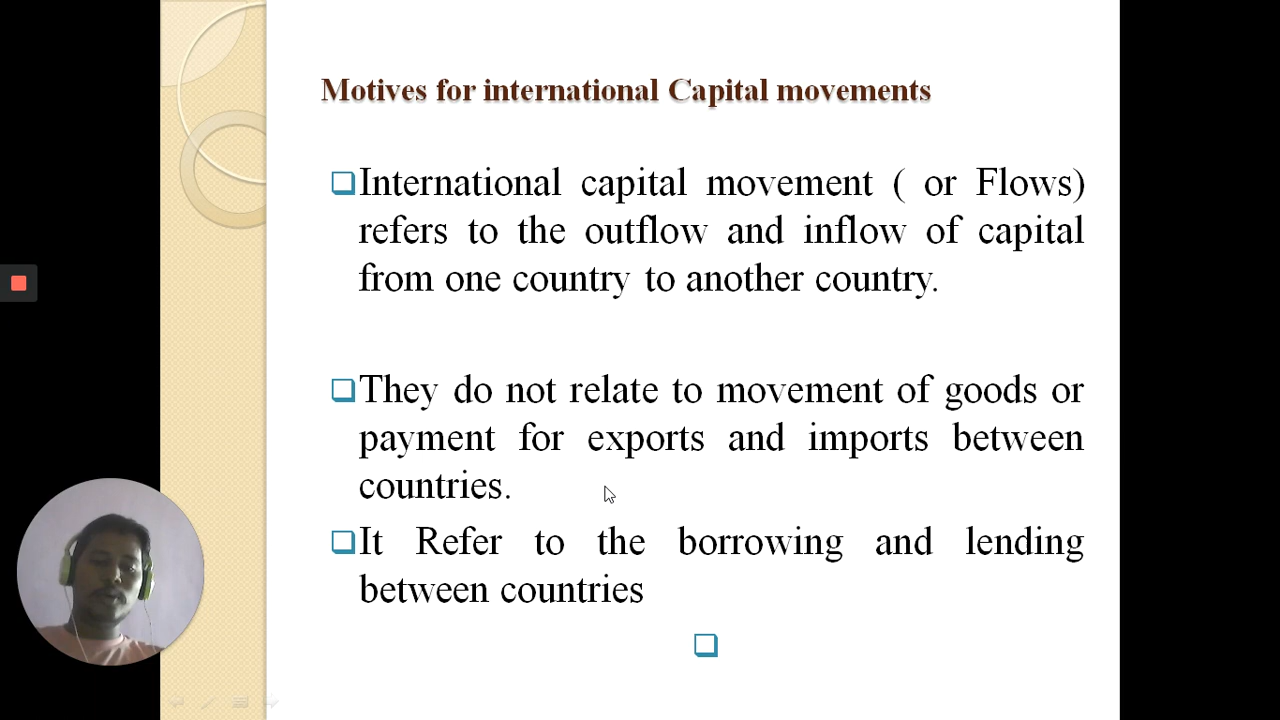 Motives for international Capital movements
International capital movement ( or Flows)
refers to the outflow and inflow of capital
from one country to another country.
They do not relate to movement of goods or
payment for exports and imports between
countries.
It Refer to the borrowing and lending
between countries